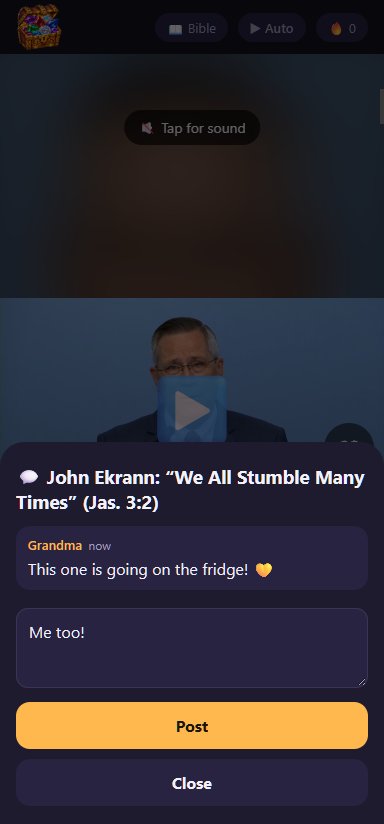 Bible
Auto
0
Tap for sound
John Ekrann: “We All Stumble Many
Times” (Jas. 3:2)
Grandma now
This one is going on the fridge! 🧡
Me too!
Post
Close